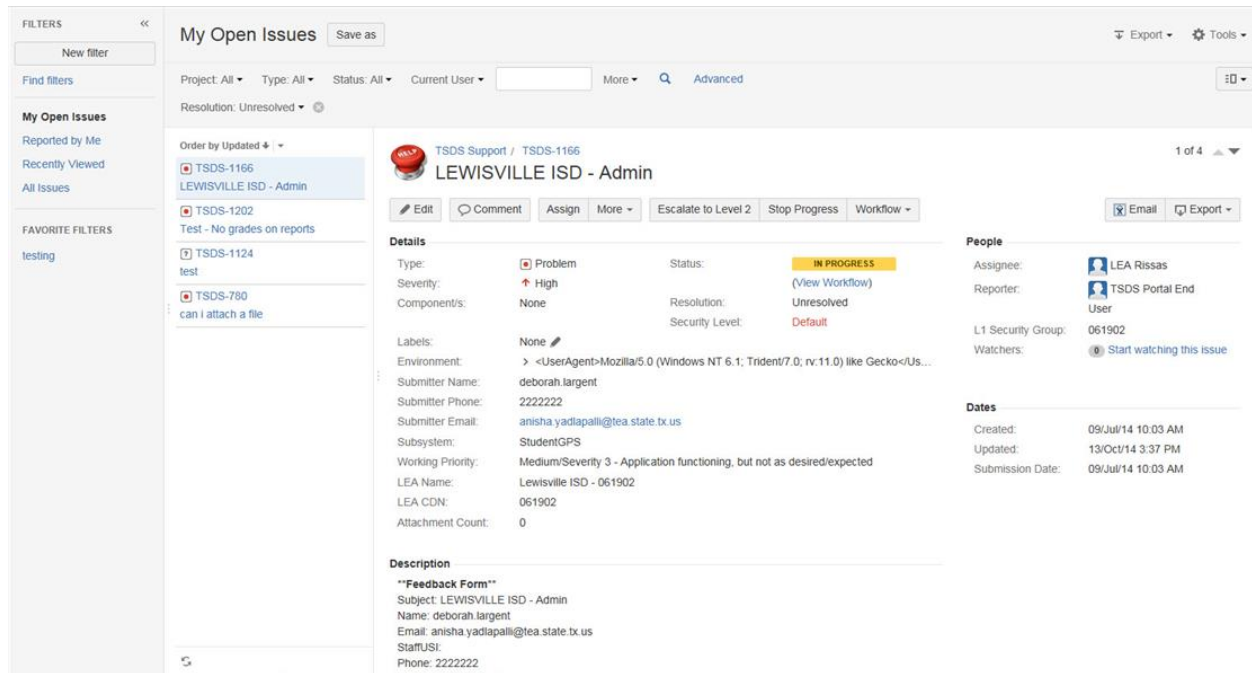 FILTERS «
New filter
Find filters
My Open Issues
Reported by Me
Recently Viewed
All Issues
FAVORITE FILTERS
testing
My Open Issues Save as
Export Tools
Project: All Type: All Status: All Current User More Advanced
Resolution: Unresolved
Order by Updated
TSDS-1166
LEWISVILLE ISD - Admin
TSDS-1202
Test - No grades on reports
TSDS-1124
test
TSDS-780
can i attach a file
HELP
TSDS Support / TSDS-1166
LEWISVILLE ISD - Admin
1 of 4
Edit Comment Assign More Escalate to Level 2 Stop Progress Workflow
Email Export
Details
Type: Problem
Severity: High
Component/s: None
Status: IN PROGRESS
(View Workflow)
Resolution: Unresolved
Security Level: Default
Labels: None
Environment: > <UserAgent>Mozilla/5.0 (Windows NT 6.1; Trident/7.0; rv:11.0) like Gecko</Us...
Submitter Name: deborah.largent
Submitter Phone: 2222222
Submitter Email: anisha.yadlapalli@tea.state.tx.us
Subsystem: StudentGPS
Working Priority: Medium/Severity 3 - Application functioning, but not as desired/expected
LEA Name: Lewisville ISD - 061902
LEA CDN: 061902
Attachment Count: 0
Description
**Feedback Form**
Subject: LEWISVILLE ISD - Admin
Name: deborah.largent
Email: anisha.yadlapalli@tea.state.tx.us
StaffUSI:
Phone: 2222222
People
Assignee: LEA Rissas
Reporter: TSDS Portal End
User
L1 Security Group: 061902
Watchers: 0 Start watching this issue
Dates
Created: 09/Jul/14 10:03 AM
Updated: 13/Oct/14 3:37 PM
Submission Date: 09/Jul/14 10:03 AM